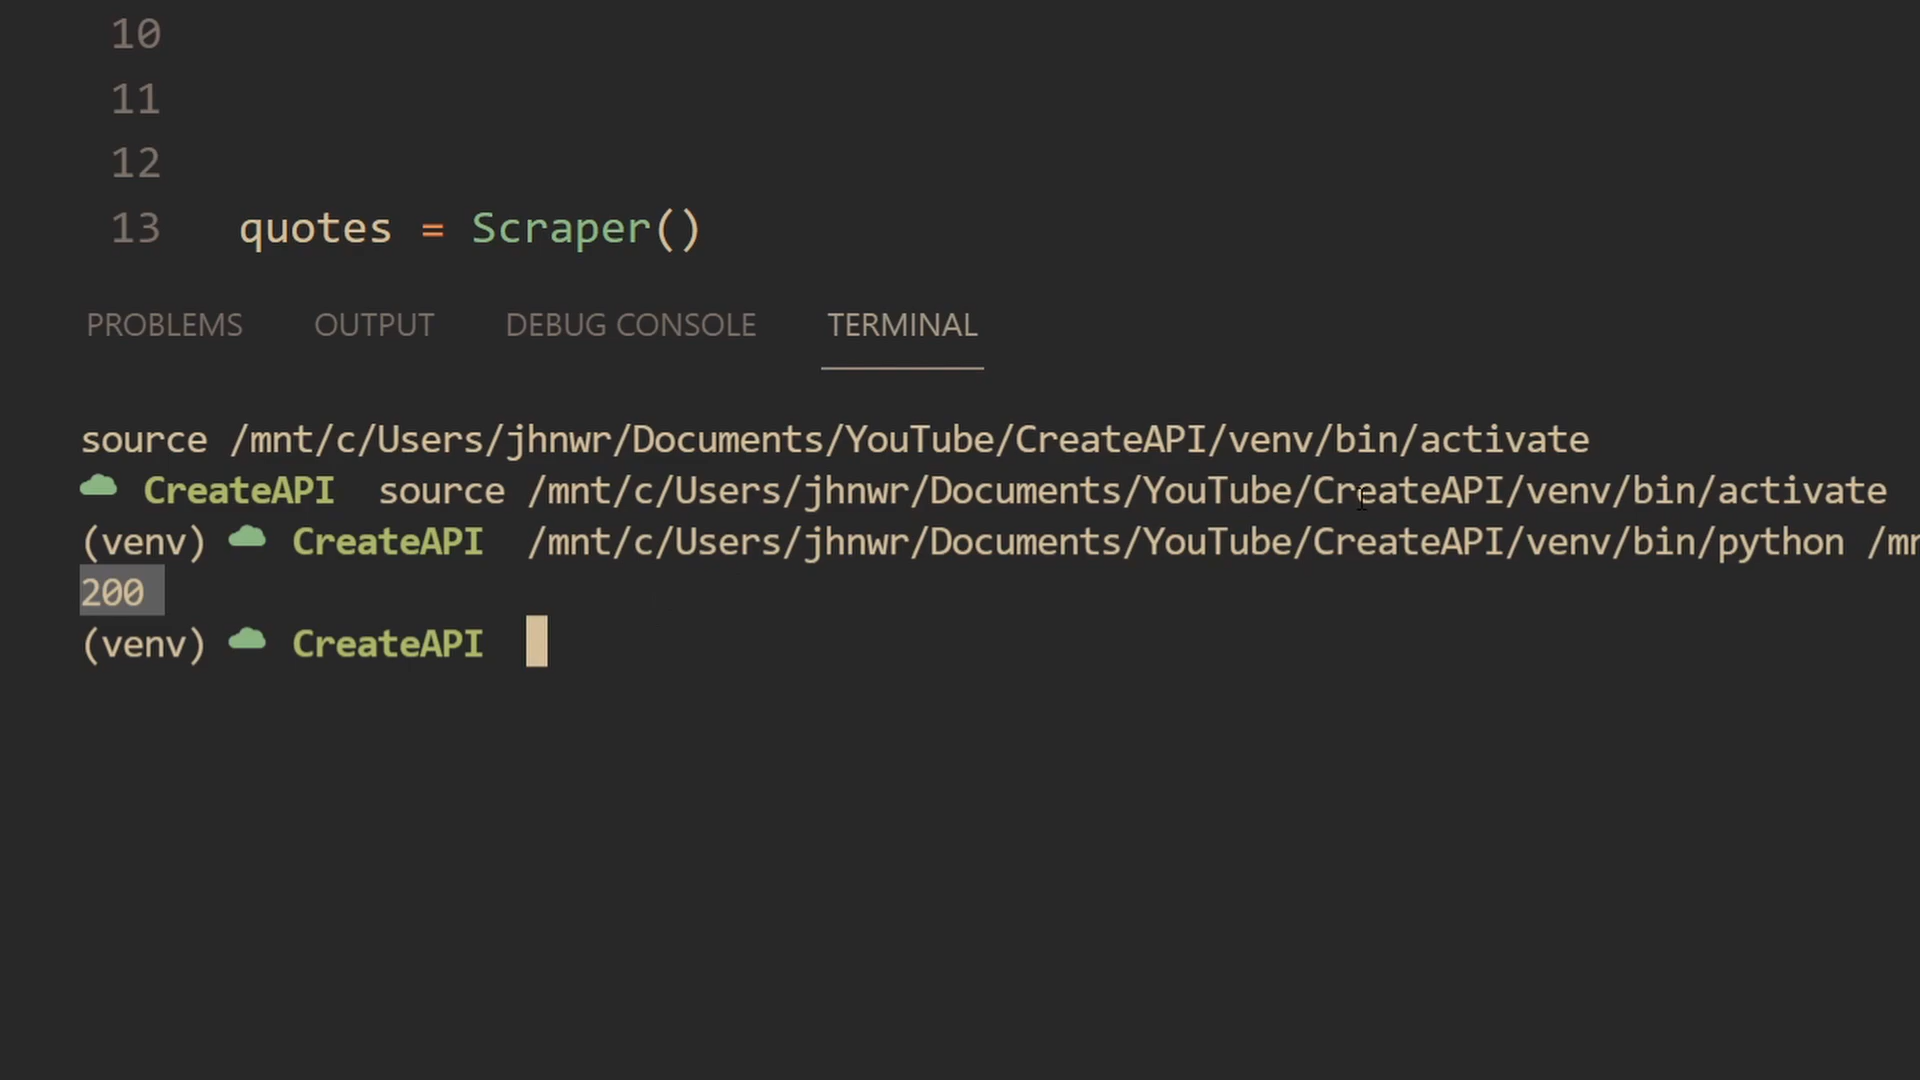 10
11
12
13 quotes = Scraper()
PROBLEMS OUTPUT DEBUG CONSOLE TERMINAL
source /mnt/c/Users/jhnwr/Documents/YouTube/CreateAPI/venv/bin/activate
CreateAPI source /mnt/c/Users/jhnwr/Documents/YouTube/CreateAPI/venv/bin/activate
(venv) CreateAPI /mnt/c/Users/jhnwr/Documents/YouTube/CreateAPI/venv/bin/python /mn
200
(venv) CreateAPI